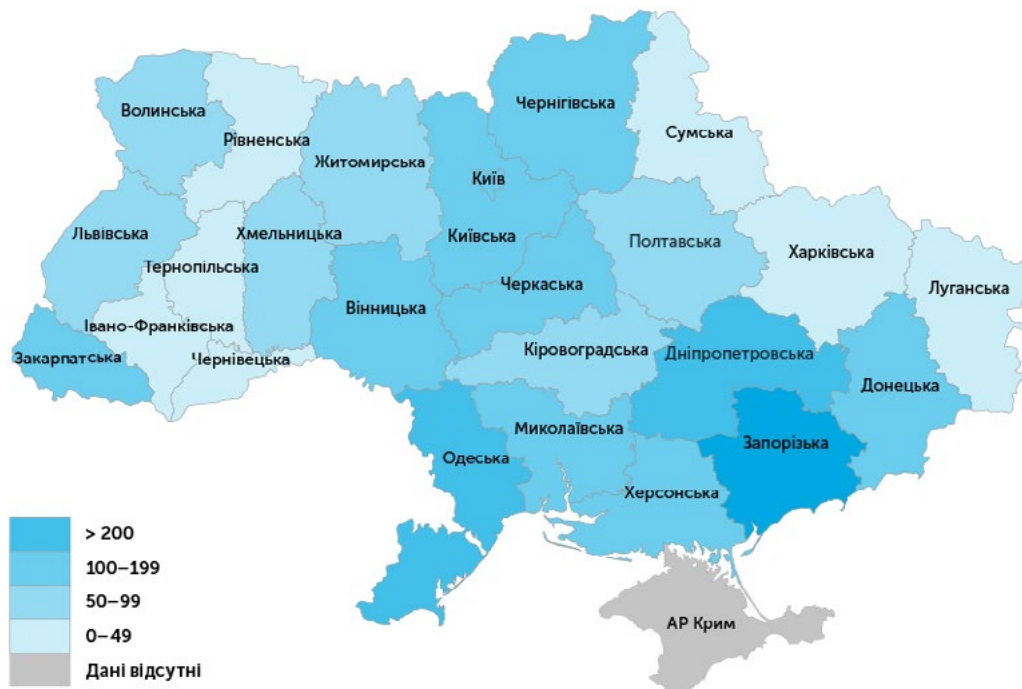 Чернігівська
Волинська
Сумська
Рівненська
Житомирська
Київ
Львівська
Хмельницька
Київська
Полтавська
Харківська
Тернопільська
Черкаська
Луганська
Вінницька
Івано-Франківська
Закарпатська
Чернівецька
Кіровоградська
Дніпропетровська
Донецька
Миколаївська
Запорізька
Одеська
Херсонська
> 200
100–199
50–99
0–49
Дані відсутні
АР Крим